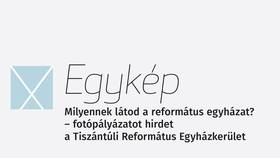 Egykép
Milyennek látod a református egyházat?
– fotópályázatot hirdet
a Tiszántúli Református Egyházkerület